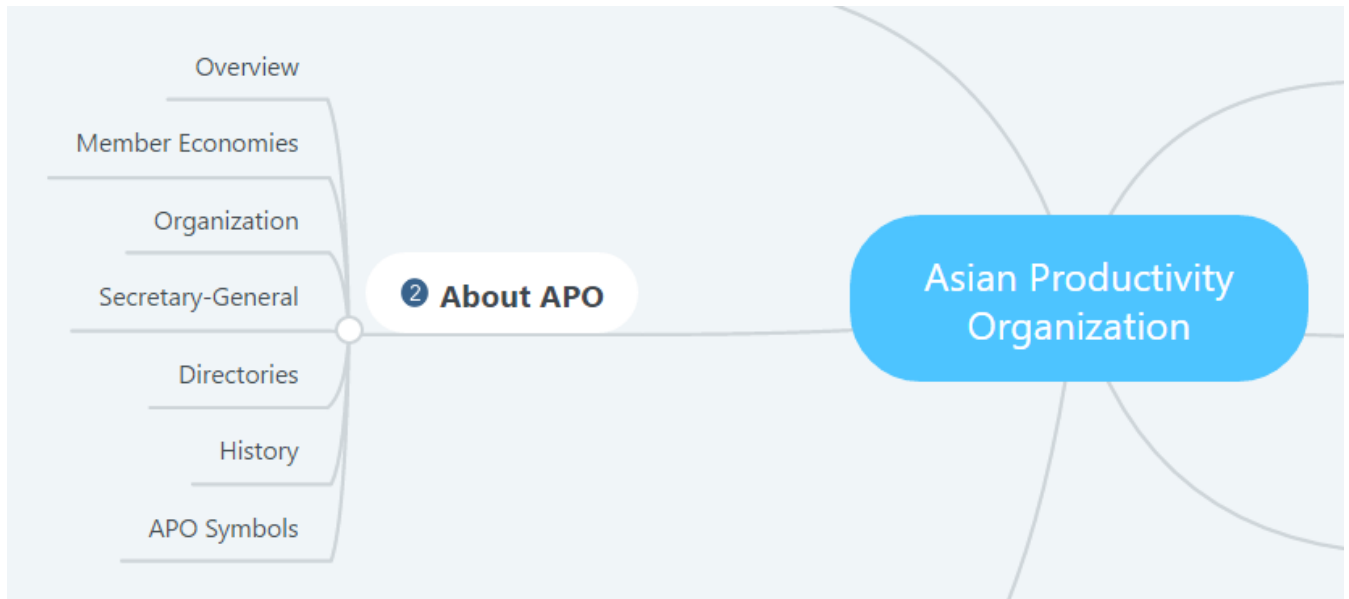 Overview
Member Economies
Organization
Secretary-General
Directories
History
APO Symbols
2 About APO
Asian Productivity
Organization